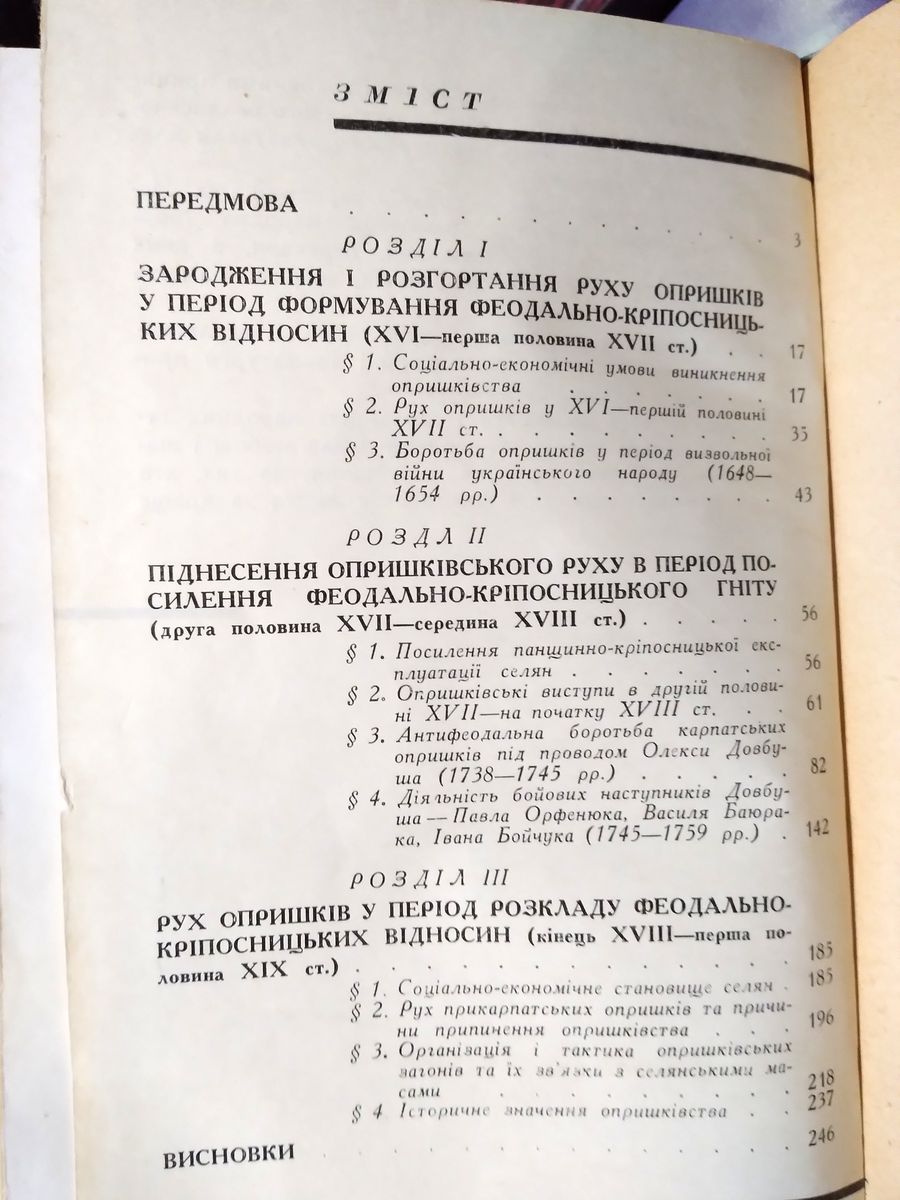 ЗМІСТ
ПЕРЕДМОВА . . . . . . . . . . 3
РОЗДІЛ I
ЗАРОДЖЕННЯ І РОЗГОРТАННЯ РУХУ ОПРИШКІВ
У ПЕРІОД ФОРМУВАННЯ ФЕОДАЛЬНО-КРІПОСНИЦЬ-
КИХ ВІДНОСИН (XVI—перша половина XVII ст.) . . 17
§ 1. Соціально-економічні умови виникнення
опришківства . . . . . . . 17
§ 2. Рух опришків у XVI—першій половині
XVII ст. . . . . . . . . . 35
§ 3. Боротьба опришків у період визвольної
війни українського народу (1648—
1654 рр.) . . . . . . . . 43
РОЗДЛ II
ПІДНЕСЕННЯ ОПРИШКІВСЬКОГО РУХУ В ПЕРІОД ПО-
СИЛЕННЯ ФЕОДАЛЬНО-КРІПОСНИЦЬКОГО ГНІТУ
(друга половина XVII—середина XVIII ст.) . . . . . 56
§ 1. Посилення панщинно-кріпосницької екс-
плуатації селян . . . . . . . 56
§ 2. Опришківські виступи в другій полови-
ні XVII—на початку XVIII ст. . . 61
§ 3. Антифеодальна боротьба карпатських
опришків під проводом Олекси Довбу-
ша (1738—1745 рр.) . . . . . 82
§ 4. Діяльність бойових наступників Довбу-
ша — Павла Орфенюка, Василя Баюра-
ка, Івана Бойчука (1745—1759 рр.) . 142
РОЗДІЛ III
РУХ ОПРИШКІВ У ПЕРІОД РОЗКЛАДУ ФЕОДАЛЬНО-
КРІПОСНИЦЬКИХ ВІДНОСИН (кінець XVIII—перша по-
ловина XIX ст.) . . . . . . . . . . 185
§ 1. Соціально-економічне становище селян . 185
§ 2. Рух прикарпатських опришків та причи-
ни припинення опришківства . . . 196
§ 3. Організація і тактика опришківських
загонів та їх зв'язки з селянськими ма-
сами . . . . . . . . 218
§ 4 Історичне значення опришківства . . 237
ВИСНОВКИ . . . . . . . . . . . 246